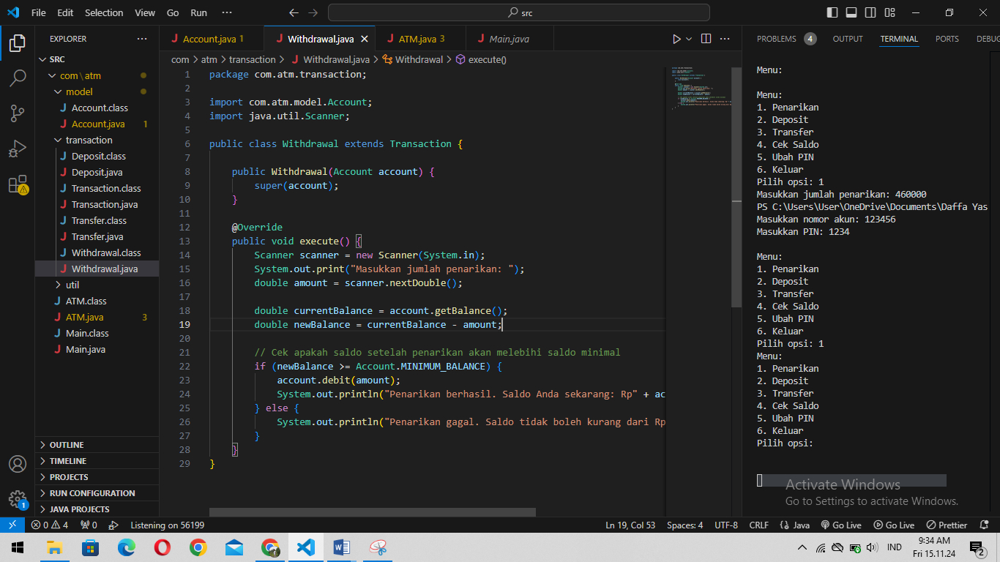 File Edit Selection View Go Run ··· src
EXPLORER ···
SRC
com \ atm
model
Account.class
Account.java 1
transaction
Deposit.class
Deposit.java
Transaction.class
Transaction.java
Transfer.class
Transfer.java
Withdrawal.class
Withdrawal.java
util
ATM.class
ATM.java 3
Main.class
Main.java
OUTLINE
TIMELINE
PROJECTS
RUN CONFIGURATION
JAVA PROJECTS
Account.java 1 Withdrawal.java ATM.java 3 Main.java
com > atm > transaction > Withdrawal.java > Withdrawal > execute()
1 package com.atm.transaction;
2
3 import com.atm.model.Account;
4 import java.util.Scanner;
5
6 public class Withdrawal extends Transaction {
7
8 public Withdrawal(Account account) {
9 super(account);
10 }
11
12 @Override
13 public void execute() {
14 Scanner scanner = new Scanner(System.in);
15 System.out.print("Masukkan jumlah penarikan: ");
16 double amount = scanner.nextDouble();
17
18 double currentBalance = account.getBalance();
19 double newBalance = currentBalance - amount;
20
21 // Cek apakah saldo setelah penarikan akan melebihi saldo minimal
22 if (newBalance >= Account.MINIMUM_BALANCE) {
23 account.debit(amount);
24 System.out.println("Penarikan berhasil. Saldo Anda sekarang: Rp" + ac
25 } else {
26 System.out.println("Penarikan gagal. Saldo tidak boleh kurang dari Rp
27 }
28 }
29 }
PROBLEMS 4 OUTPUT TERMINAL PORTS DEBUG
Menu:
Menu:
1. Penarikan
2. Deposit
3. Transfer
4. Cek Saldo
5. Ubah PIN
6. Keluar
Pilih opsi: 1
Masukkan jumlah penarikan: 460000
PS C:\Users\User\OneDrive\Documents\Daffa Yas
Masukkan nomor akun: 123456
Masukkan PIN: 1234
Menu:
1. Penarikan
2. Deposit
3. Transfer
4. Cek Saldo
5. Ubah PIN
6. Keluar
Pilih opsi: 1
Menu:
1. Penarikan
2. Deposit
3. Transfer
4. Cek Saldo
5. Ubah PIN
6. Keluar
Pilih opsi:
Activate Windows
Go to Settings to activate Windows.
1
0 4 0 Listening on 56199 Ln 19, Col 53 Spaces: 4 UTF-8 CRLF Java Go Live Go Live Prettier
IND
9:34 AM
Fri 15.11.24
2